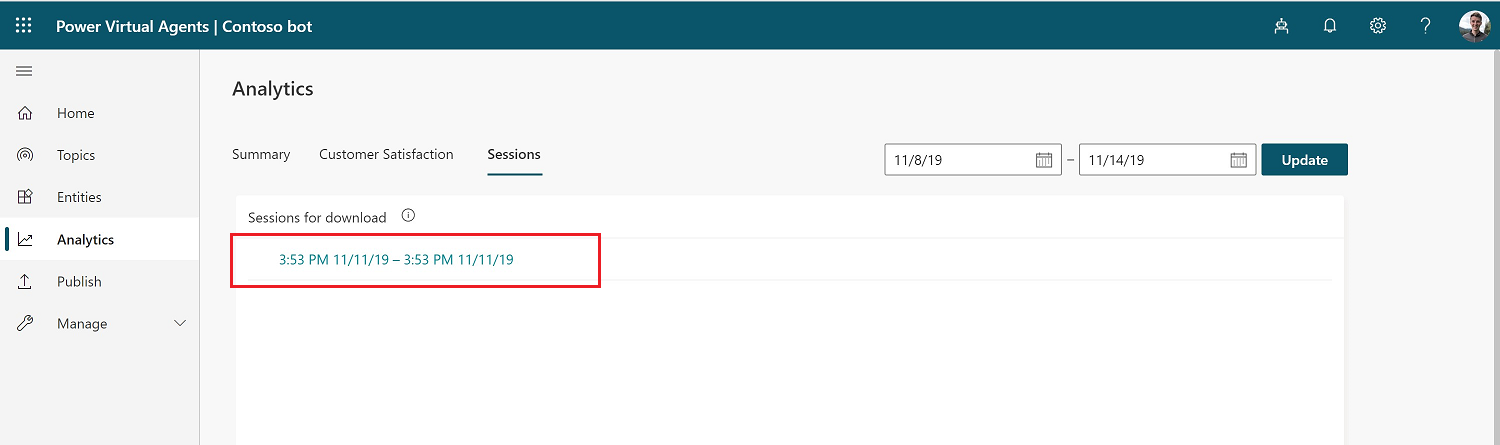 Power Virtual Agents | Contoso bot
?
Home
Topics
Entities
Analytics
Publish
Manage
Analytics
Summary
Customer Satisfaction
Sessions
11/8/19
–
11/14/19
Update
Sessions for download
3:53 PM 11/11/19 – 3:53 PM 11/11/19